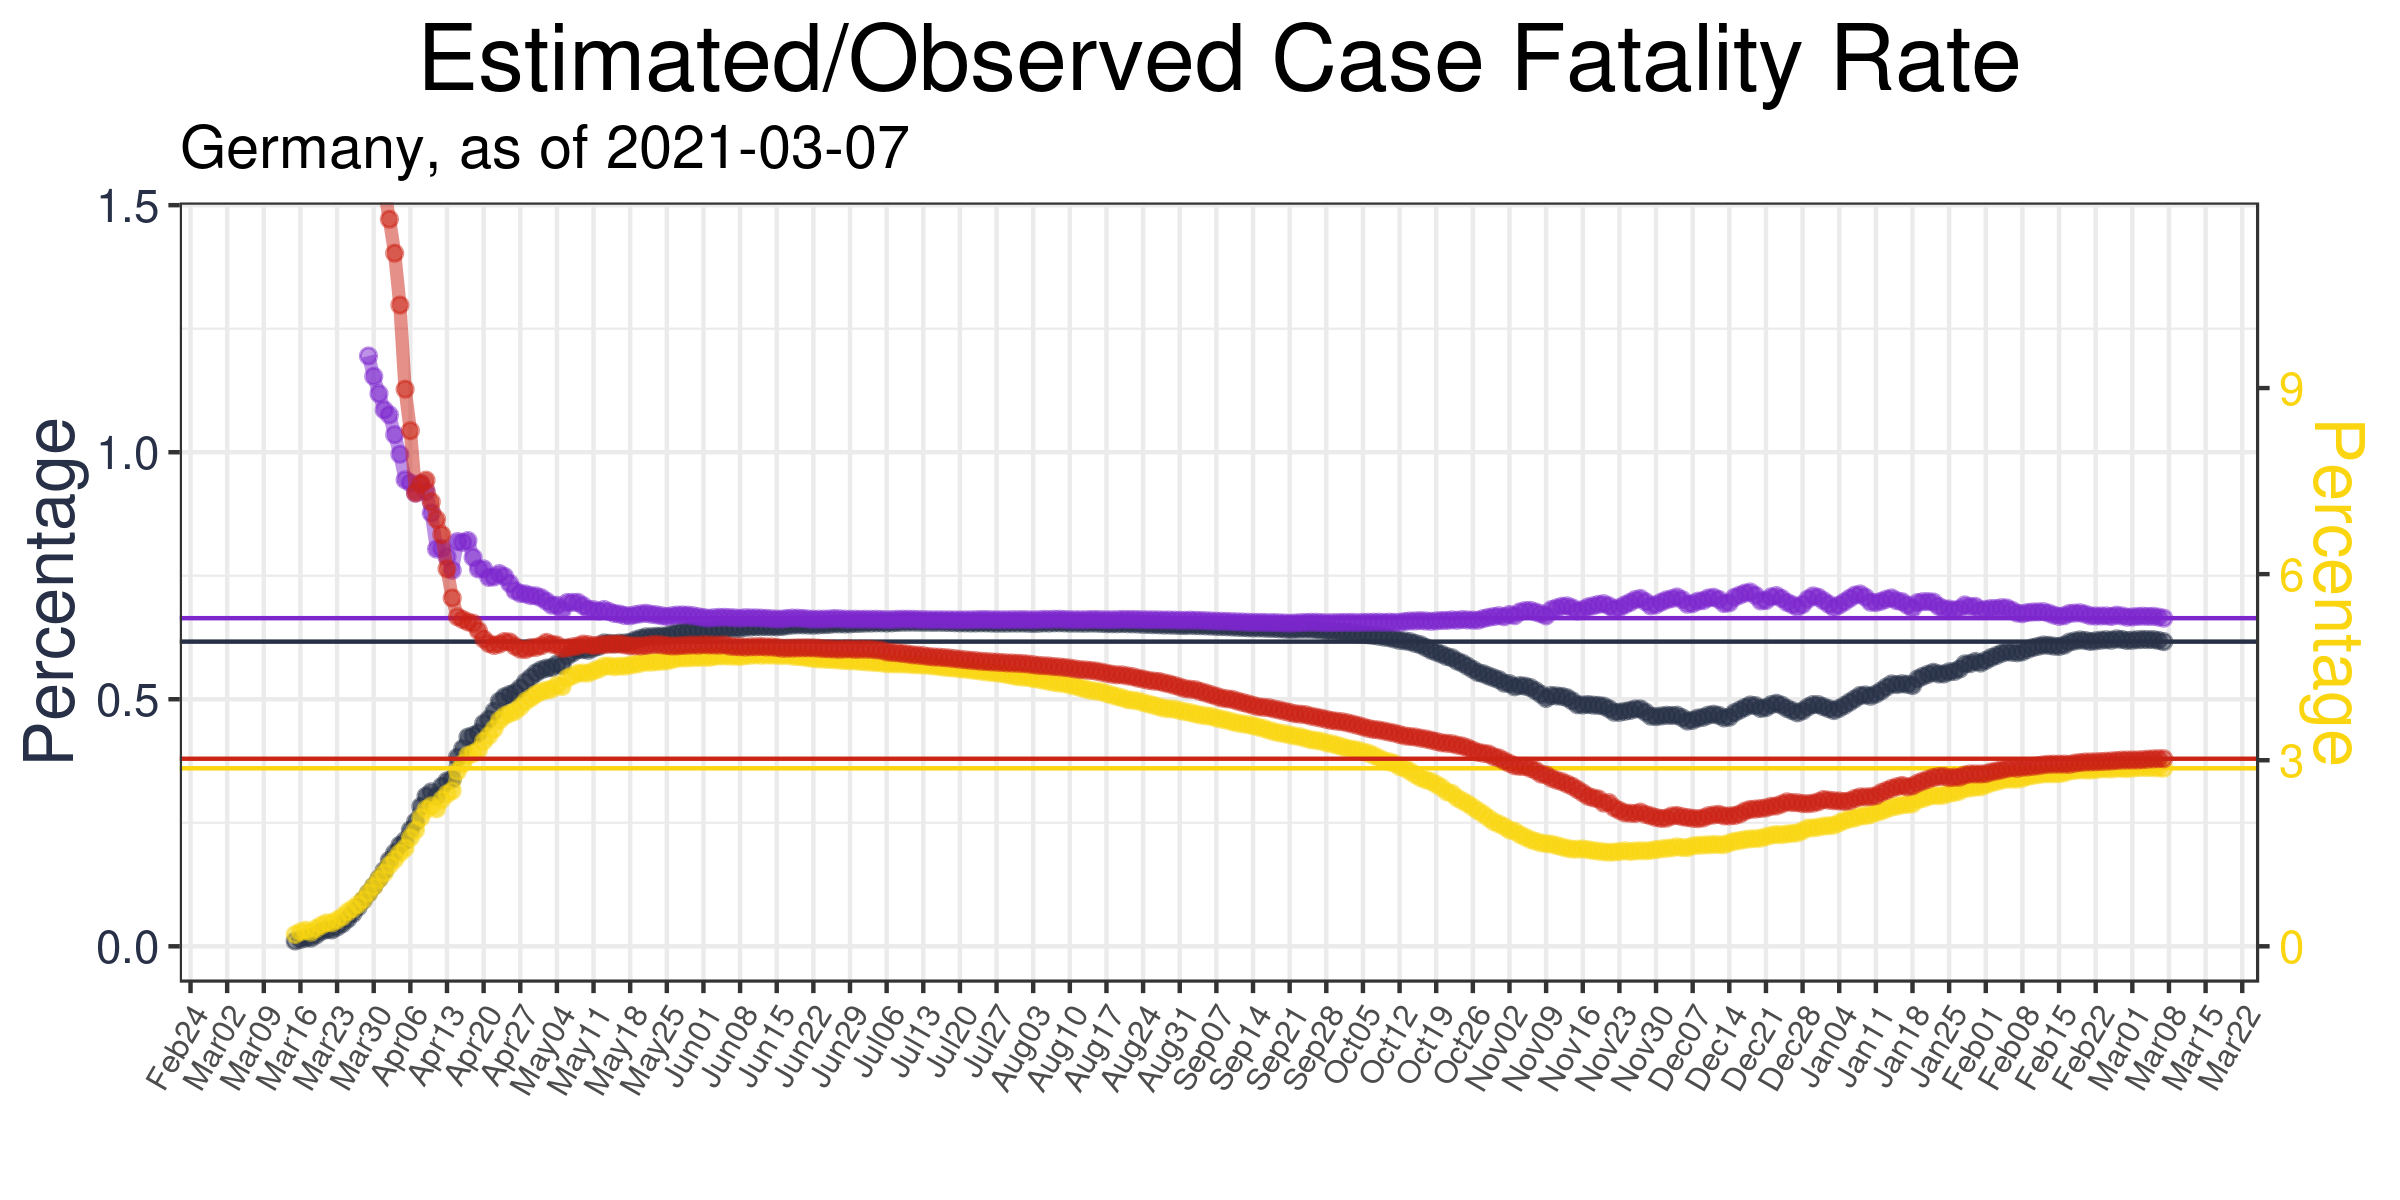 Estimated/Observed Case Fatality Rate
Germany, as of 2021-03-07
Percentage
1.5
1.0
0.5
0.0
9
6
3
0
Percentage
Feb24
Mar02
Mar09
Mar16
Mar23
Mar30
Apr06
Apr13
Apr20
Apr27
May04
May11
May18
May25
Jun01
Jun08
Jun15
Jun22
Jun29
Jul06
Jul13
Jul20
Jul27
Aug03
Aug10
Aug17
Aug24
Aug31
Sep07
Sep14
Sep21
Sep28
Oct05
Oct12
Oct19
Oct26
Nov02
Nov09
Nov16
Nov23
Nov30
Dec07
Dec14
Dec21
Dec28
Jan04
Jan11
Jan18
Jan25
Feb01
Feb08
Feb15
Feb22
Mar01
Mar08
Mar15
Mar22